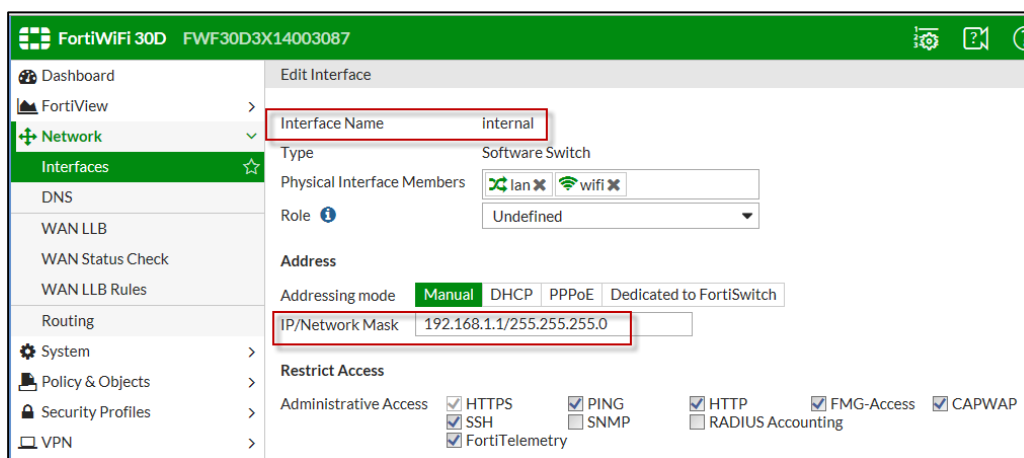 FortiWiFi 30D FWF30D3X14003087
Dashboard
FortiView
Network
Interfaces
DNS
WAN LLB
WAN Status Check
WAN LLB Rules
Routing
System
Policy & Objects
Security Profiles
VPN
Edit Interface
Interface Name internal
Type Software Switch
Physical Interface Members lan wifi
Role Undefined
Address
Addressing mode Manual DHCP PPPoE Dedicated to FortiSwitch
IP/Network Mask 192.168.1.1/255.255.255.0
Restrict Access
Administrative Access HTTPS PING HTTP FMG-Access CAPWAP
SSH SNMP RADIUS Accounting
FortiTelemetry